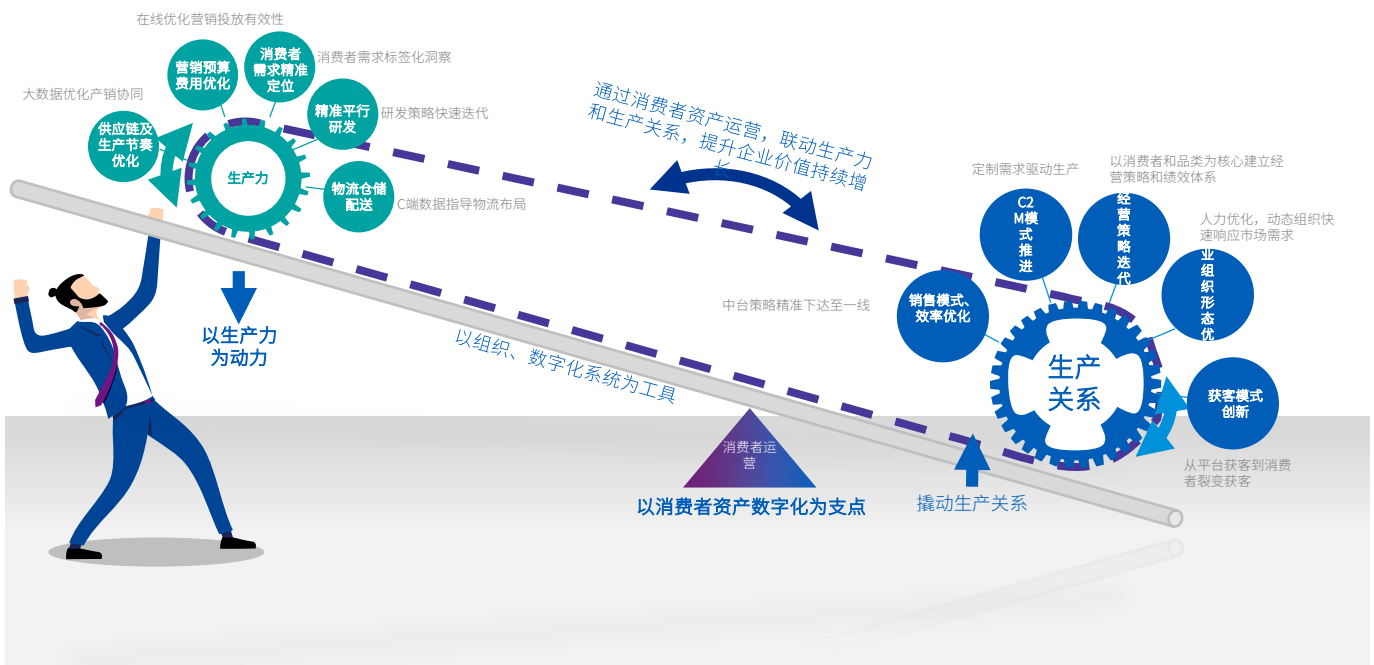 在线优化营销投放有效性
营销预算
费用优化
消费者
需求精准
定位
消费者需求标签化洞察
大数据优化产销协同
精准平行
研发
研发策略快速迭代
供应链及
生产节奏
优化
生产力
物流仓储
配送
C端数据指导物流布局
通过消费者资产运营，联动生产力
和生产关系，提升企业价值持续增
长
以生产力
为动力
以组织、数字化系统为工具
消费者运
营
以消费者资产数字化为支点
撬动生产关系
定制需求驱动生产
C2
M模
式
推
进
以消费者和品类为核心建立经
营策略和绩效体系
经
营
策
略
迭
代
人力优化，动态组织快
速响应市场需求
业
组
织
形
态
优
中台策略精准下达至一线
销售模式、
效率优化
生产
关系
获客模式
创新
从平台获客到消费
者裂变获客